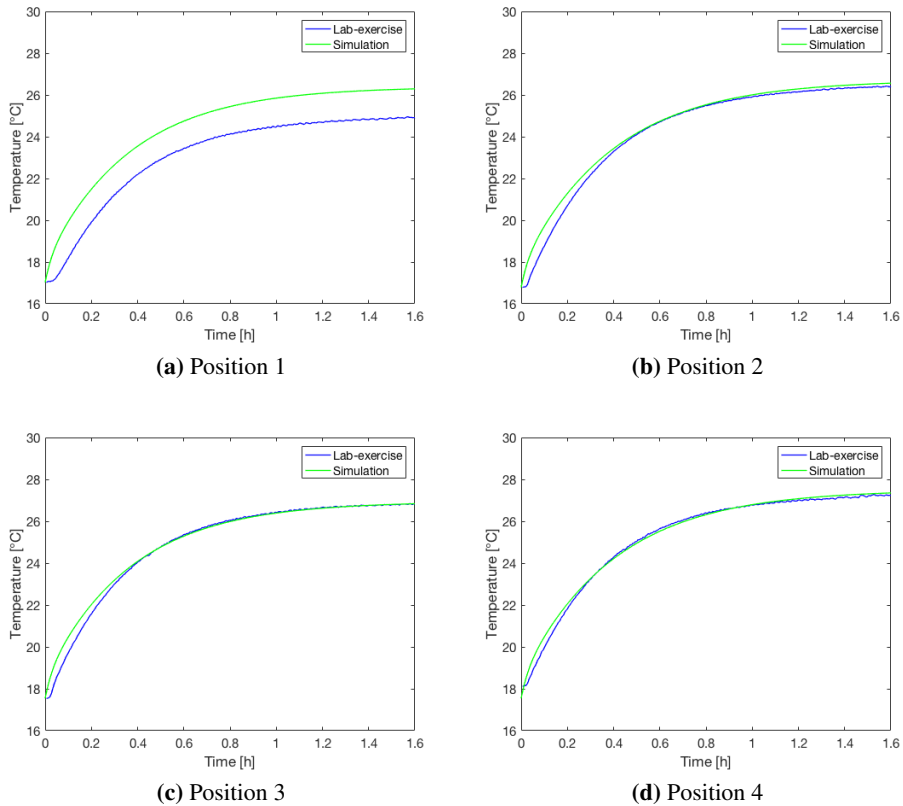 30
28
26
24
22
20
18
16
Temperature [°C]
Lab-exercise
Simulation
0 0.2 0.4 0.6 0.8 1 1.2 1.4 1.6
Time [h]
(a) Position 1
30
28
26
24
22
20
18
16
Temperature [°C]
Lab-exercise
Simulation
0 0.2 0.4 0.6 0.8 1 1.2 1.4 1.6
Time [h]
(b) Position 2
30
28
26
24
22
20
18
16
Temperature [°C]
Lab-exercise
Simulation
0 0.2 0.4 0.6 0.8 1 1.2 1.4 1.6
Time [h]
(c) Position 3
30
28
26
24
22
20
18
16
Temperature [°C]
Lab-exercise
Simulation
0 0.2 0.4 0.6 0.8 1 1.2 1.4 1.6
Time [h]
(d) Position 4